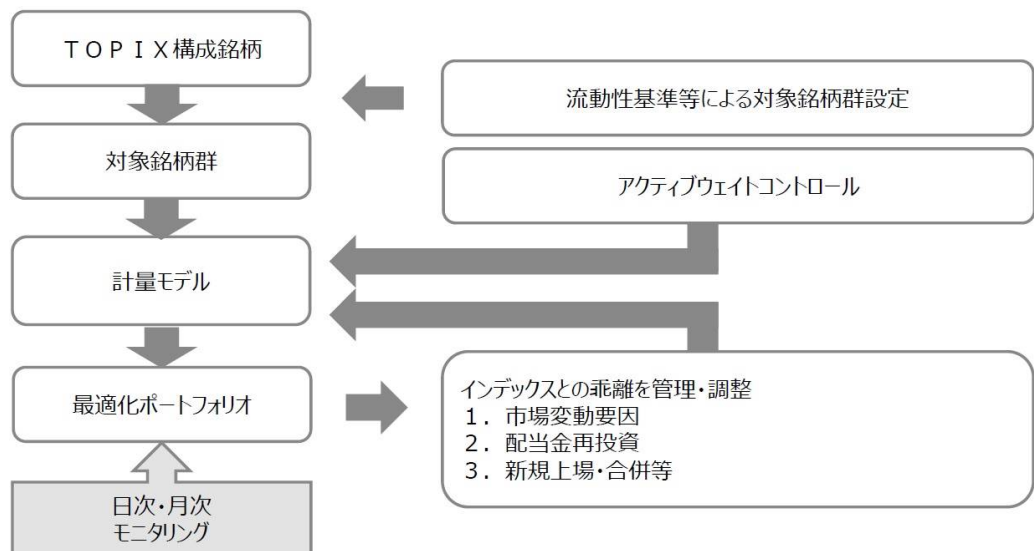 ＴＯＰＩＸ構成銘柄
流動性基準等による対象銘柄群設定
対象銘柄群
アクティブウェイトコントロール
計量モデル
最適化ポートフォリオ
インデックスとの乖離を管理・調整
１．市場変動要因
２．配当金再投資
３．新規上場・合併等
日次・月次
モニタリング